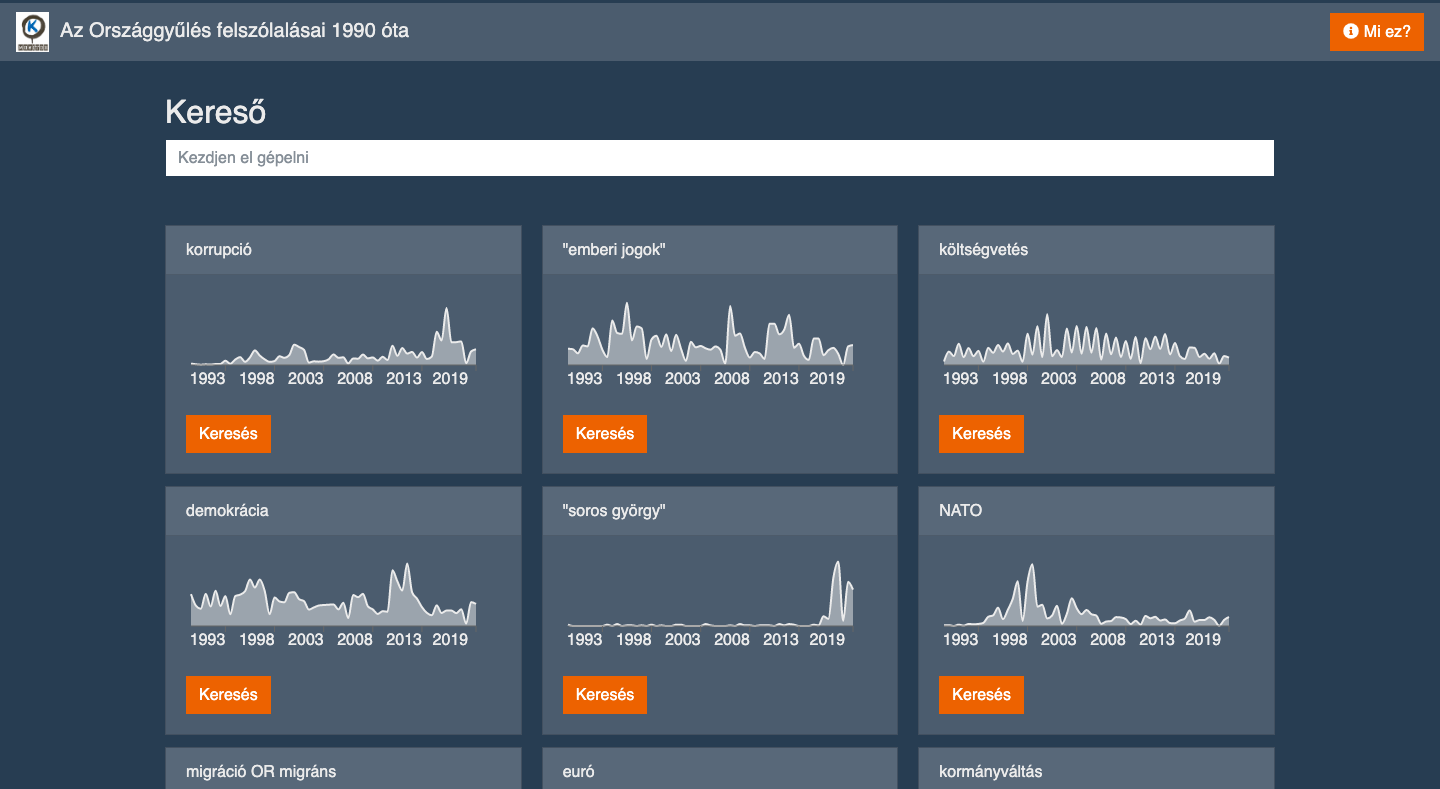 Az Országgyűlés felszólalásai 1990 óta
Mi ez?
Kereső
Kezdjen el gépelni
korrupció
1993 1998 2003 2008 2013 2019
Keresés
"emberi jogok"
1993 1998 2003 2008 2013 2019
Keresés
költségvetés
1993 1998 2003 2008 2013 2019
Keresés
demokrácia
1993 1998 2003 2008 2013 2019
Keresés
"soros györgy"
1993 1998 2003 2008 2013 2019
Keresés
NATO
1993 1998 2003 2008 2013 2019
Keresés
migráció OR migráns
euró
kormányváltás